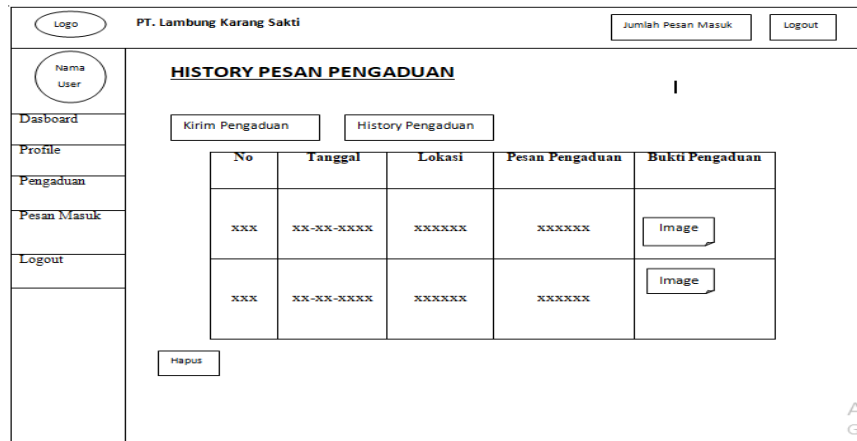 Logo
PT. Lambung Karang Sakti
Jumlah Pesan Masuk
Logout
Nama
User
HISTORY PESAN PENGADUAN
Dasboard
Profile
Pengaduan
Pesan Masuk
Logout
Kirim Pengaduan
History Pengaduan
No Tanggal Lokasi Pesan Pengaduan Bukti Pengaduan
xxx xx-xx-xxxx xxxxxx xxxxxx Image
xxx xx-xx-xxxx xxxxxx xxxxxx Image
Hapus